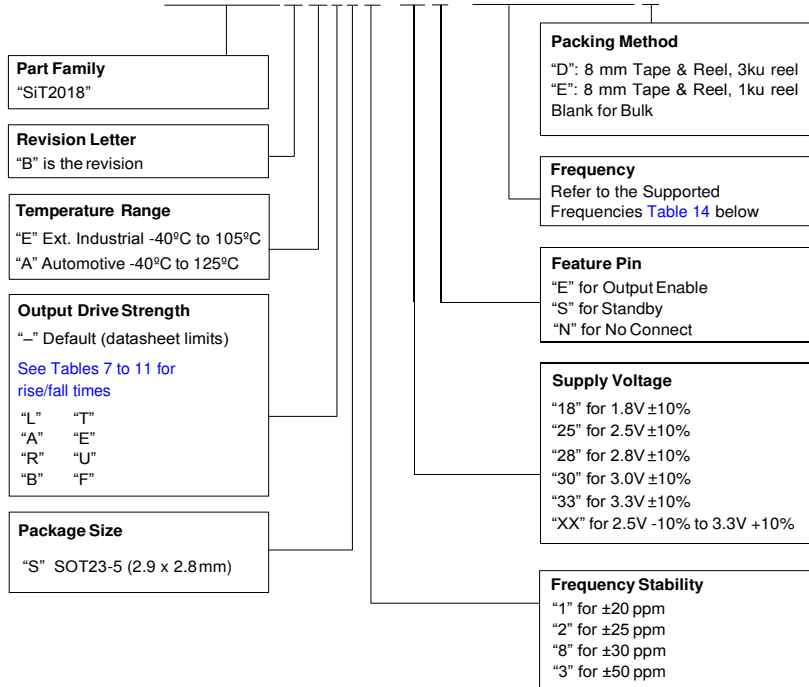 Part Family
“SiT2018”
Revision Letter
“B” is the revision
Temperature Range
“E” Ext. Industrial -40ºC to 105ºC
“A” Automotive -40ºC to 125ºC
Output Drive Strength
“–” Default (datasheet limits)
See Tables 7 to 11 for
rise/fall times
“L” “T”
“A” “E”
“R” “U”
“B” “F”
Package Size
“S” SOT23-5 (2.9 x 2.8mm)
Packing Method
“D”: 8 mm Tape & Reel, 3ku reel
“E”: 8 mm Tape & Reel, 1ku reel
Blank for Bulk
Frequency
Refer to the Supported
Frequencies Table 14 below
Feature Pin
“E” for Output Enable
“S” for Standby
“N” for No Connect
Supply Voltage
“18” for 1.8V ±10%
“25” for 2.5V ±10%
“28” for 2.8V ±10%
“30” for 3.0V ±10%
“33” for 3.3V ±10%
“XX” for 2.5V -10% to 3.3V +10%
Frequency Stability
“1” for ±20 ppm
“2” for ±25 ppm
“8” for ±30 ppm
“3” for ±50 ppm